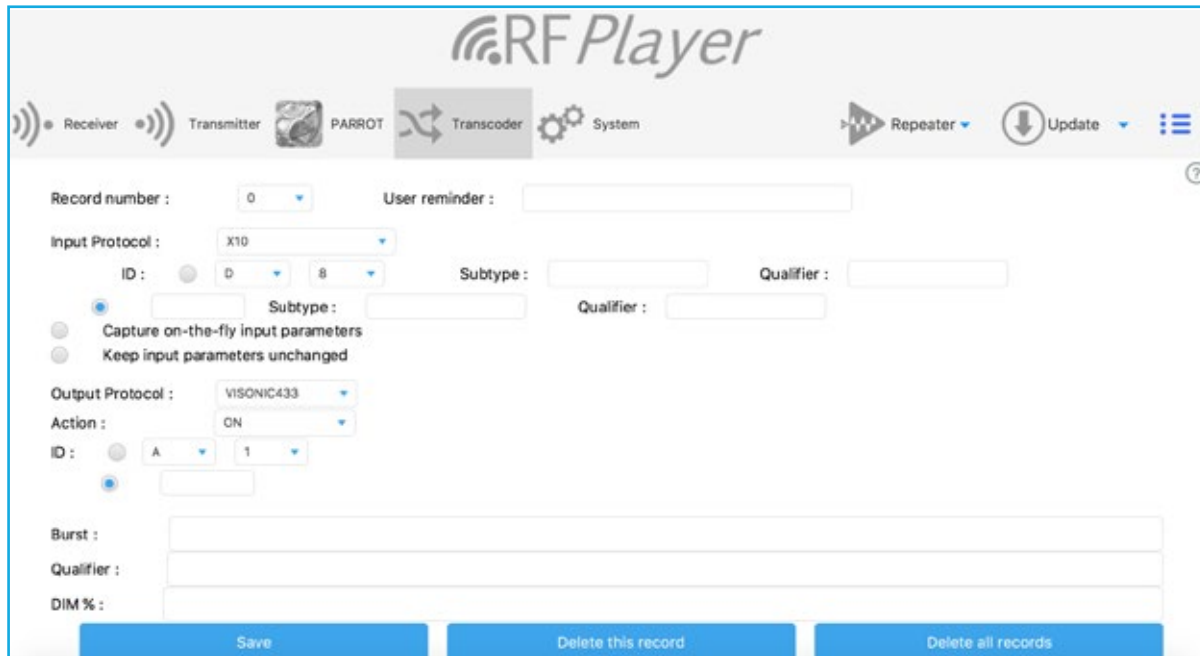 RFPlayer
Receiver Transmitter PARROT Transcoder System Repeater Update
?
Record number : 0 User reminder :
Input Protocol : X10
ID : D 8 Subtype : Qualifier :
Subtype : Qualifier :
Capture on-the-fly input parameters
Keep input parameters unchanged
Output Protocol : VISONIC433
Action : ON
ID : A 1
Burst :
Qualifier :
DIM % :
Save Delete this record Delete all records